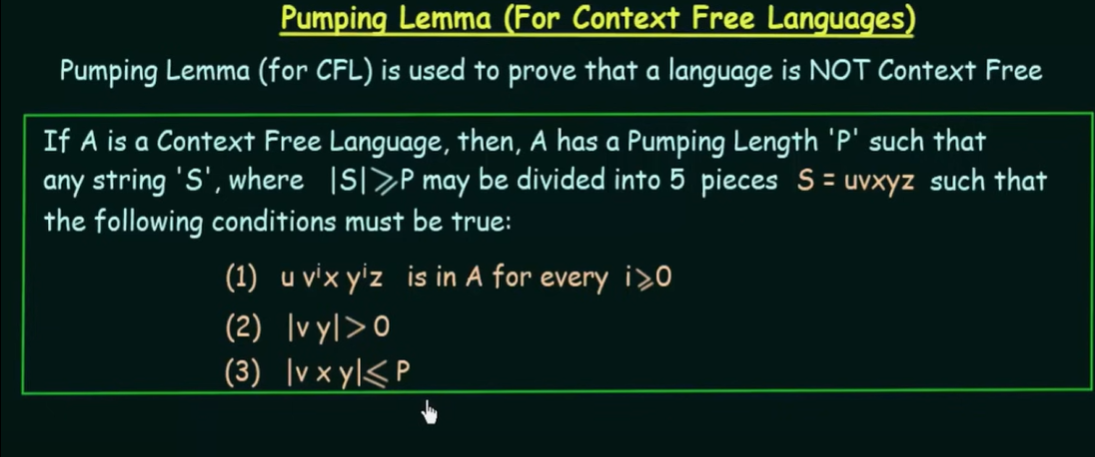 Pumping Lemma (For Context Free Languages)
Pumping Lemma (for CFL) is used to prove that a language is NOT Context Free
If A is a Context Free Language, then, A has a Pumping Length 'P' such that
any string 'S', where |S|⩾P may be divided into 5 pieces S = uvxyz such that
the following conditions must be true:
(1) u vⁱx yⁱz is in A for every i⩾0
(2) |v y| > 0
(3) |v x y| ⩽ P